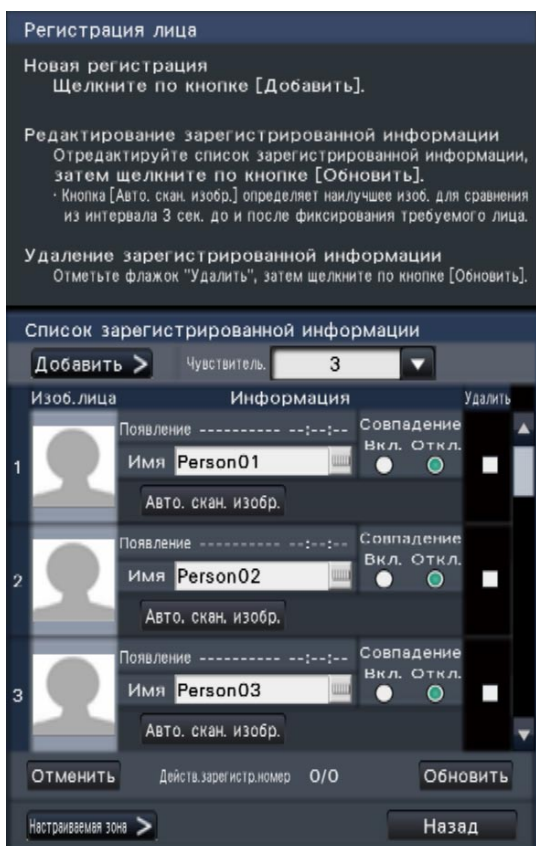 Регистрация лица
Новая регистрация
Щелкните по кнопке [Добавить].
Редактирование зарегистрированной информации
Отредактируйте список зарегистрированной информации,
затем щелкните по кнопке [Обновить].
· Кнопка [Авто. скан. изобр.] определяет наилучшее изоб. для сравнения
из интервала 3 сек. до и после фиксирования требуемого лица.
Удаление зарегистрированной информации
Отметьте флажок "Удалить", затем щелкните по кнопке [Обновить].
Список зарегистрированной информации
Добавить > Чувствитель. 3
Изоб.лица Информация Удалить
Появление ---------- --:--:-- Совпадение
Вкл. Откл.
1 Имя Person01
Авто. скан. изобр.
Появление ---------- --:--:-- Совпадение
Вкл. Откл.
2 Имя Person02
Авто. скан. изобр.
Появление ---------- --:--:-- Совпадение
Вкл. Откл.
3 Имя Person03
Авто. скан. изобр.
Отменить Действ.зарегистр.номер 0/0 Обновить
Настраиваемая зона > Назад